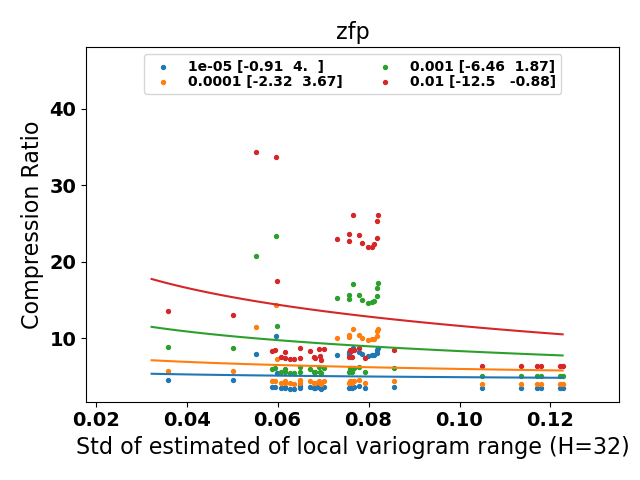 zfp
1e-05 [-0.91  4.  ]
0.0001 [-2.32  3.67]
0.001 [-6.46  1.87]
0.01 [-12.5   -0.88]
Compression Ratio
40
30
20
10
0.02 0.04 0.06 0.08 0.10 0.12
Std of estimated of local variogram range (H=32)